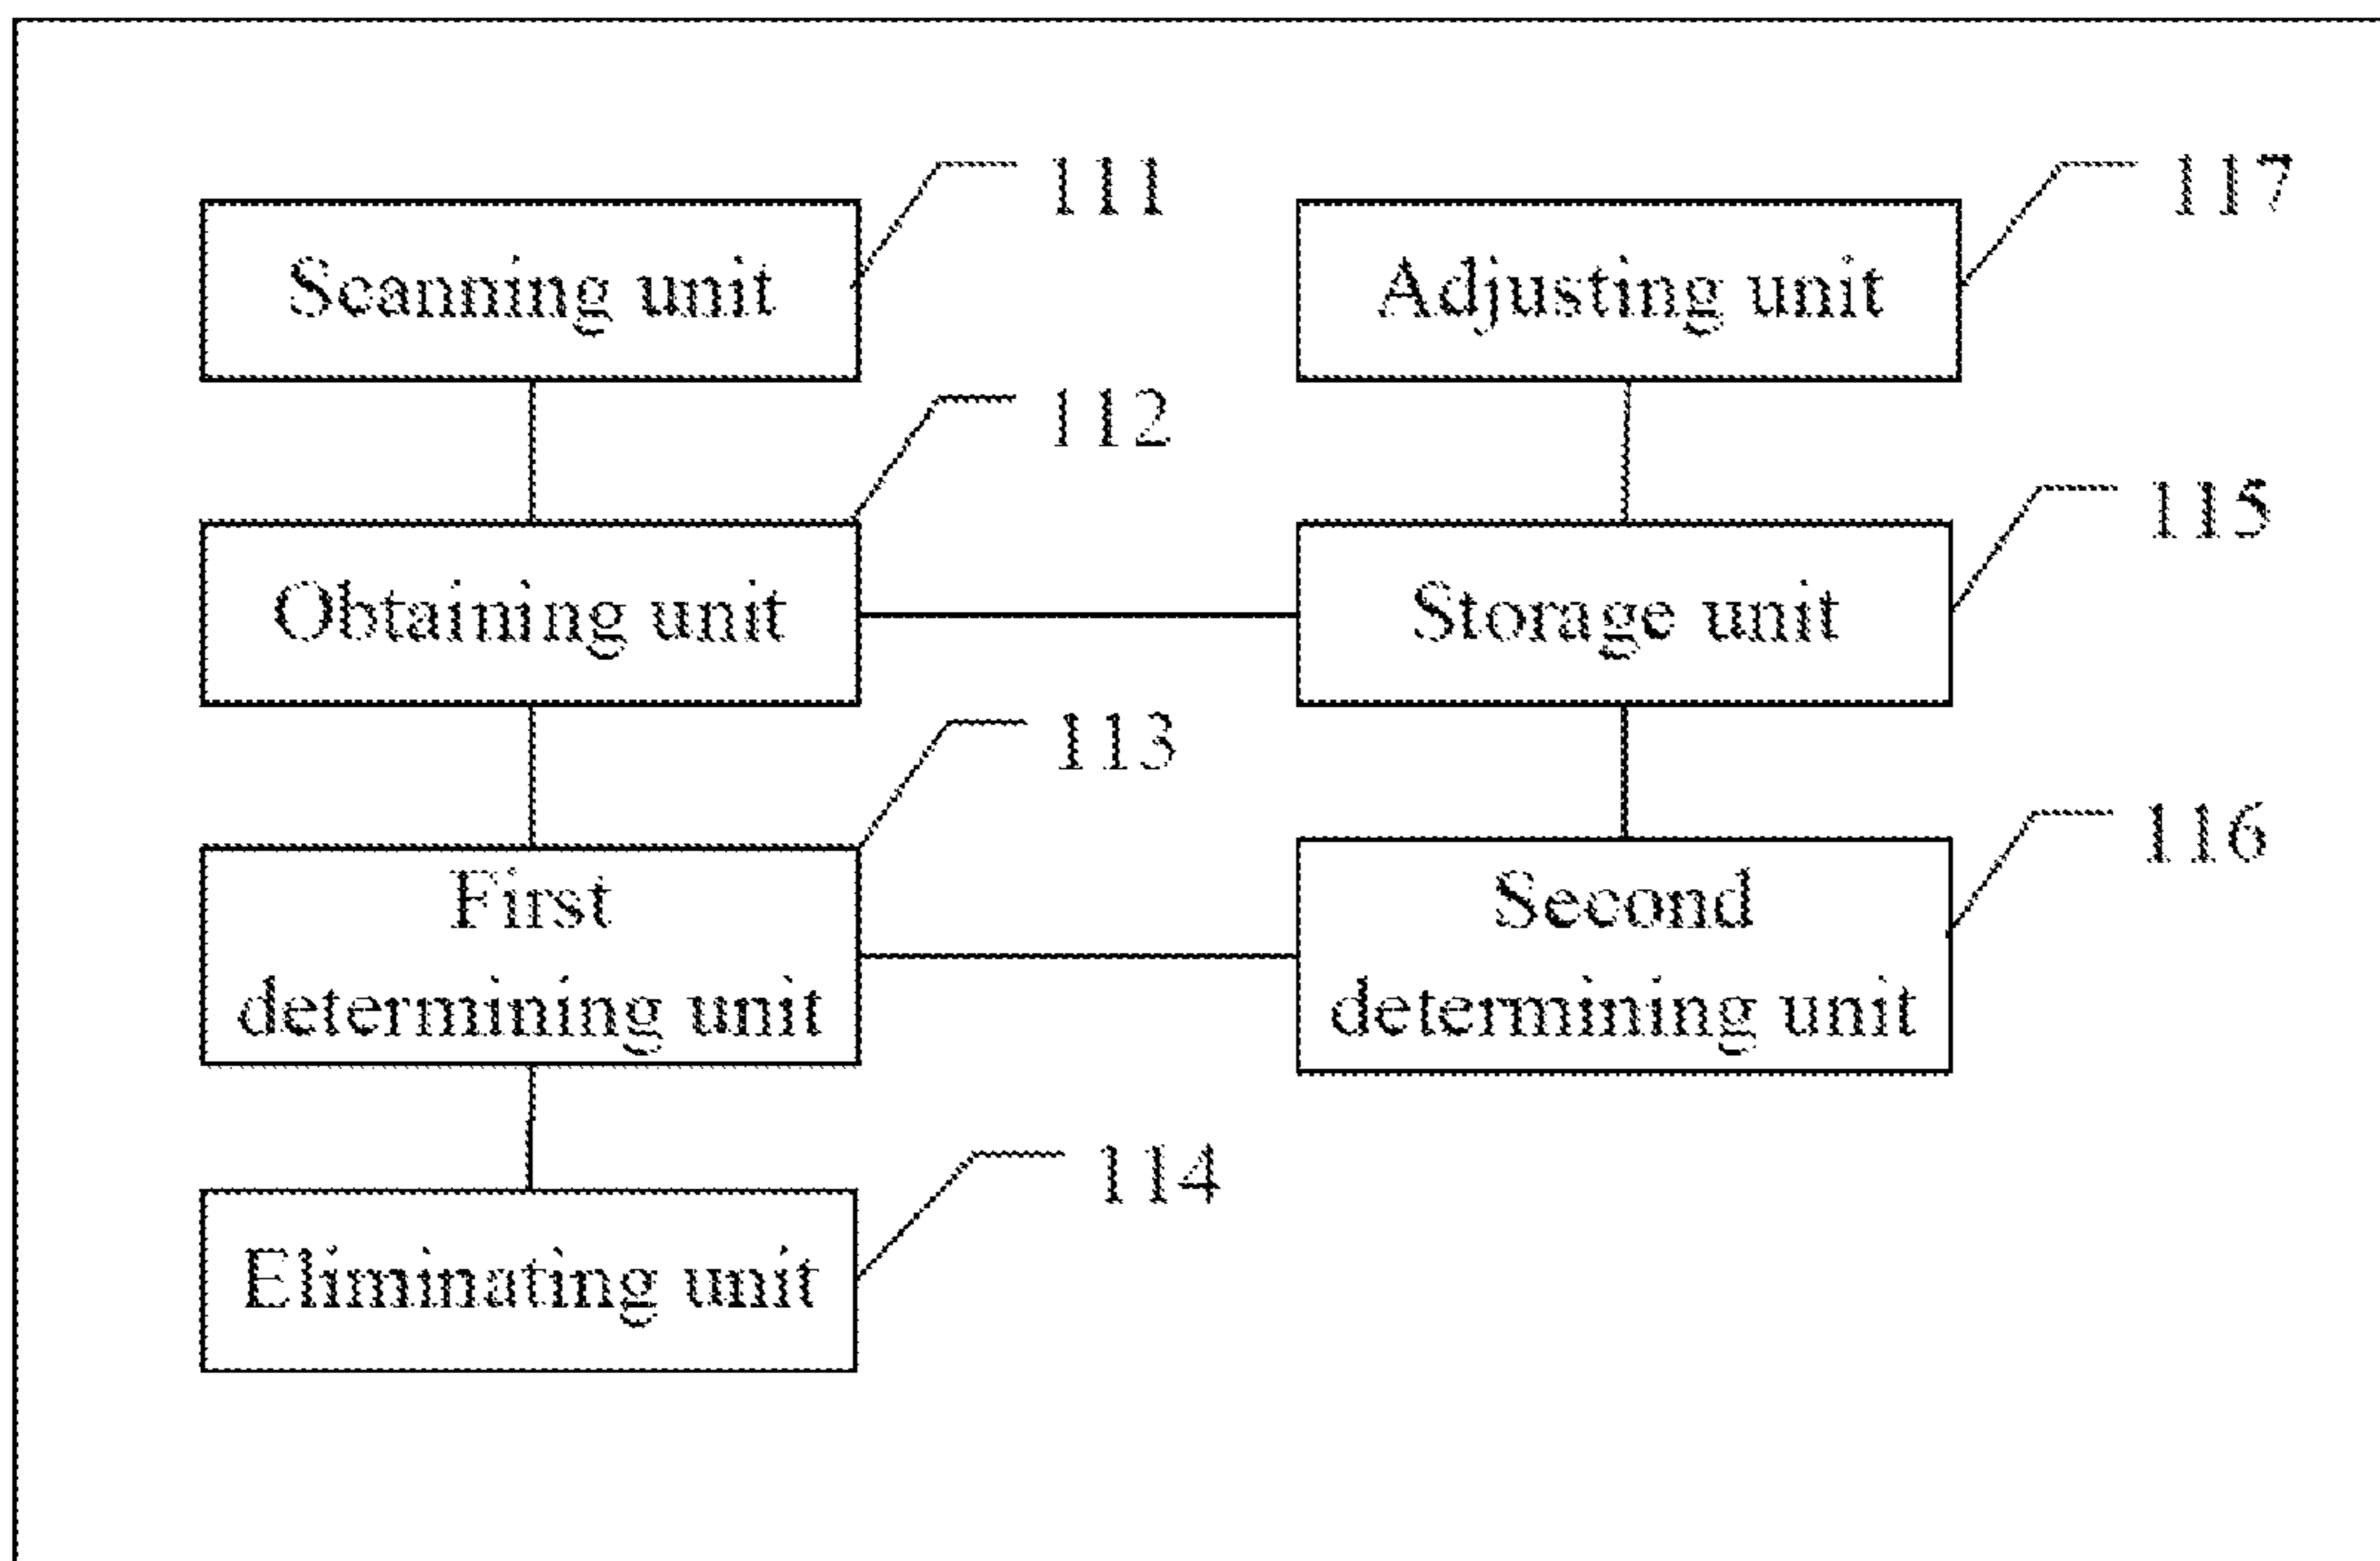 111
Scanning unit
112
Obtaining unit
113
First
determining unit
114
Eliminating unit
117
Adjusting unit
115
Storage unit
116
Second
determining unit